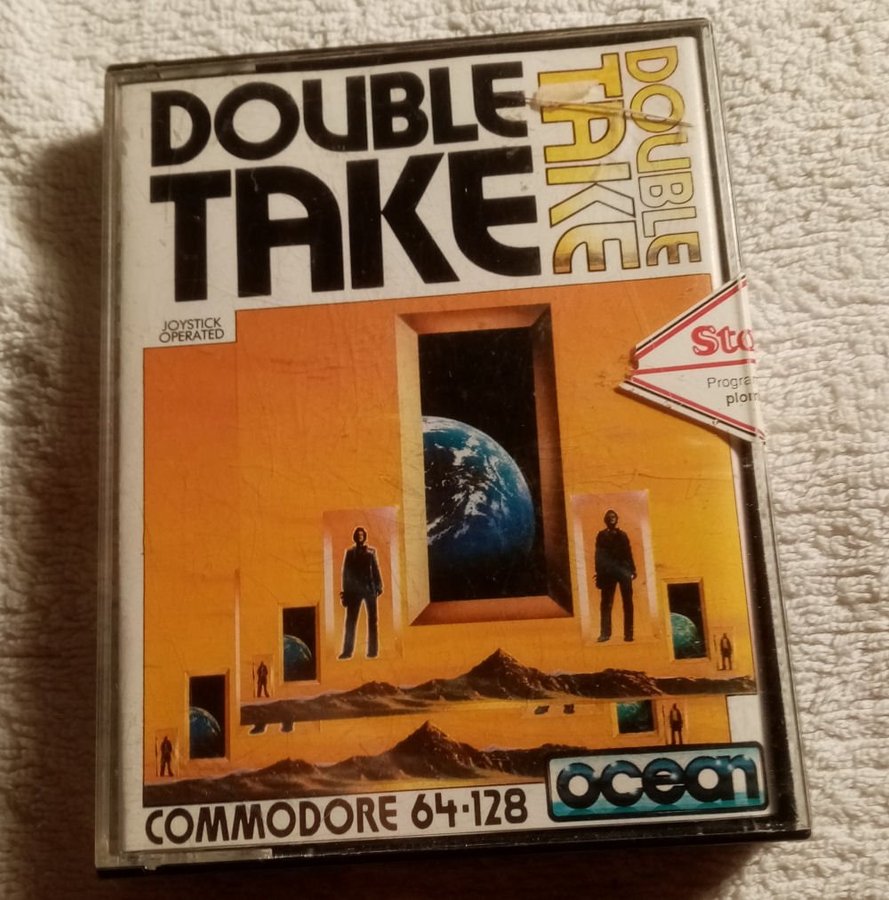 DOUBLE
TAKE
DOUBLE
TAKE
JOYSTICK
OPERATED
COMMODORE 64·128
ocean